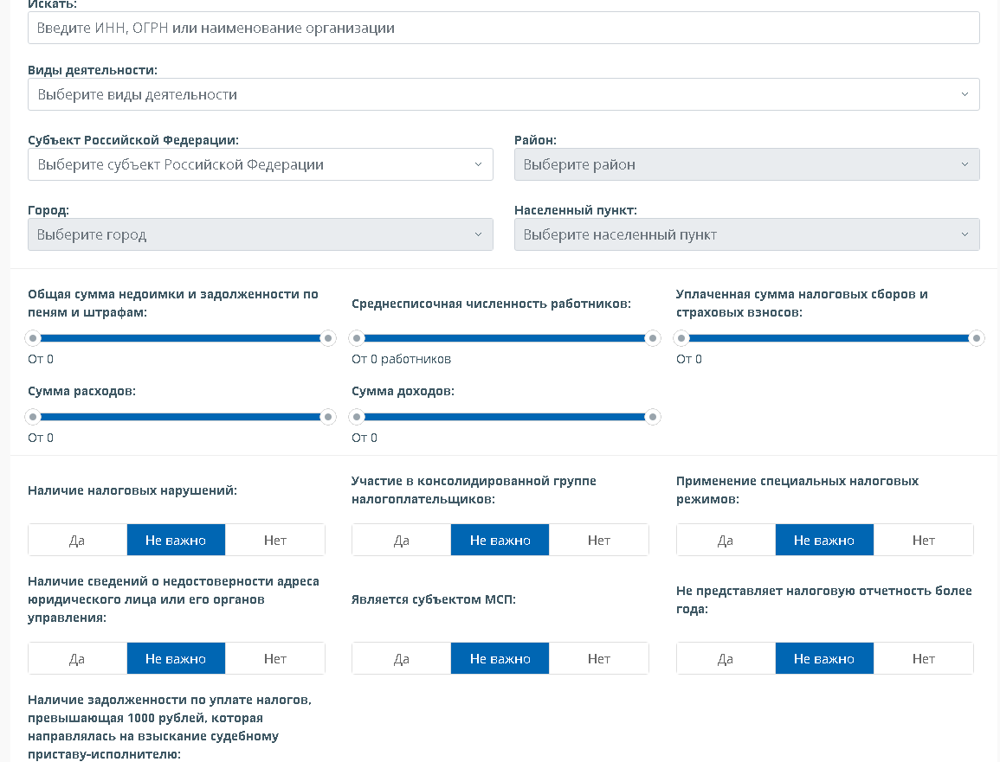 Искать:
Введите ИНН, ОГРН или наименование организации
Виды деятельности:
Выберите виды деятельности
Субъект Российской Федерации:
Район:
Выберите субъект Российской Федерации
Выберите район
Город:
Населенный пункт:
Выберите город
Выберите населенный пункт
Общая сумма недоимки и задолженности по
пеням и штрафам:
Среднесписочная численность работников:
Уплаченная сумма налоговых сборов и
страховых взносов:
От 0
От 0 работников
От 0
Сумма расходов:
Сумма доходов:
От 0
От 0
Наличие налоговых нарушений:
Участие в консолидированной группе
налогоплательщиков:
Применение специальных налоговых
режимов:
Да Не важно Нет
Да Не важно Нет
Да Не важно Нет
Наличие сведений о недостоверности адреса
юридического лица или его органов
управления:
Является субъектом МСП:
Не представляет налоговую отчетность более
года:
Да Не важно Нет
Да Не важно Нет
Да Не важно Нет
Наличие задолженности по уплате налогов,
превышающая 1000 рублей, которая
направлялась на взыскание судебному
приставу-исполнителю: